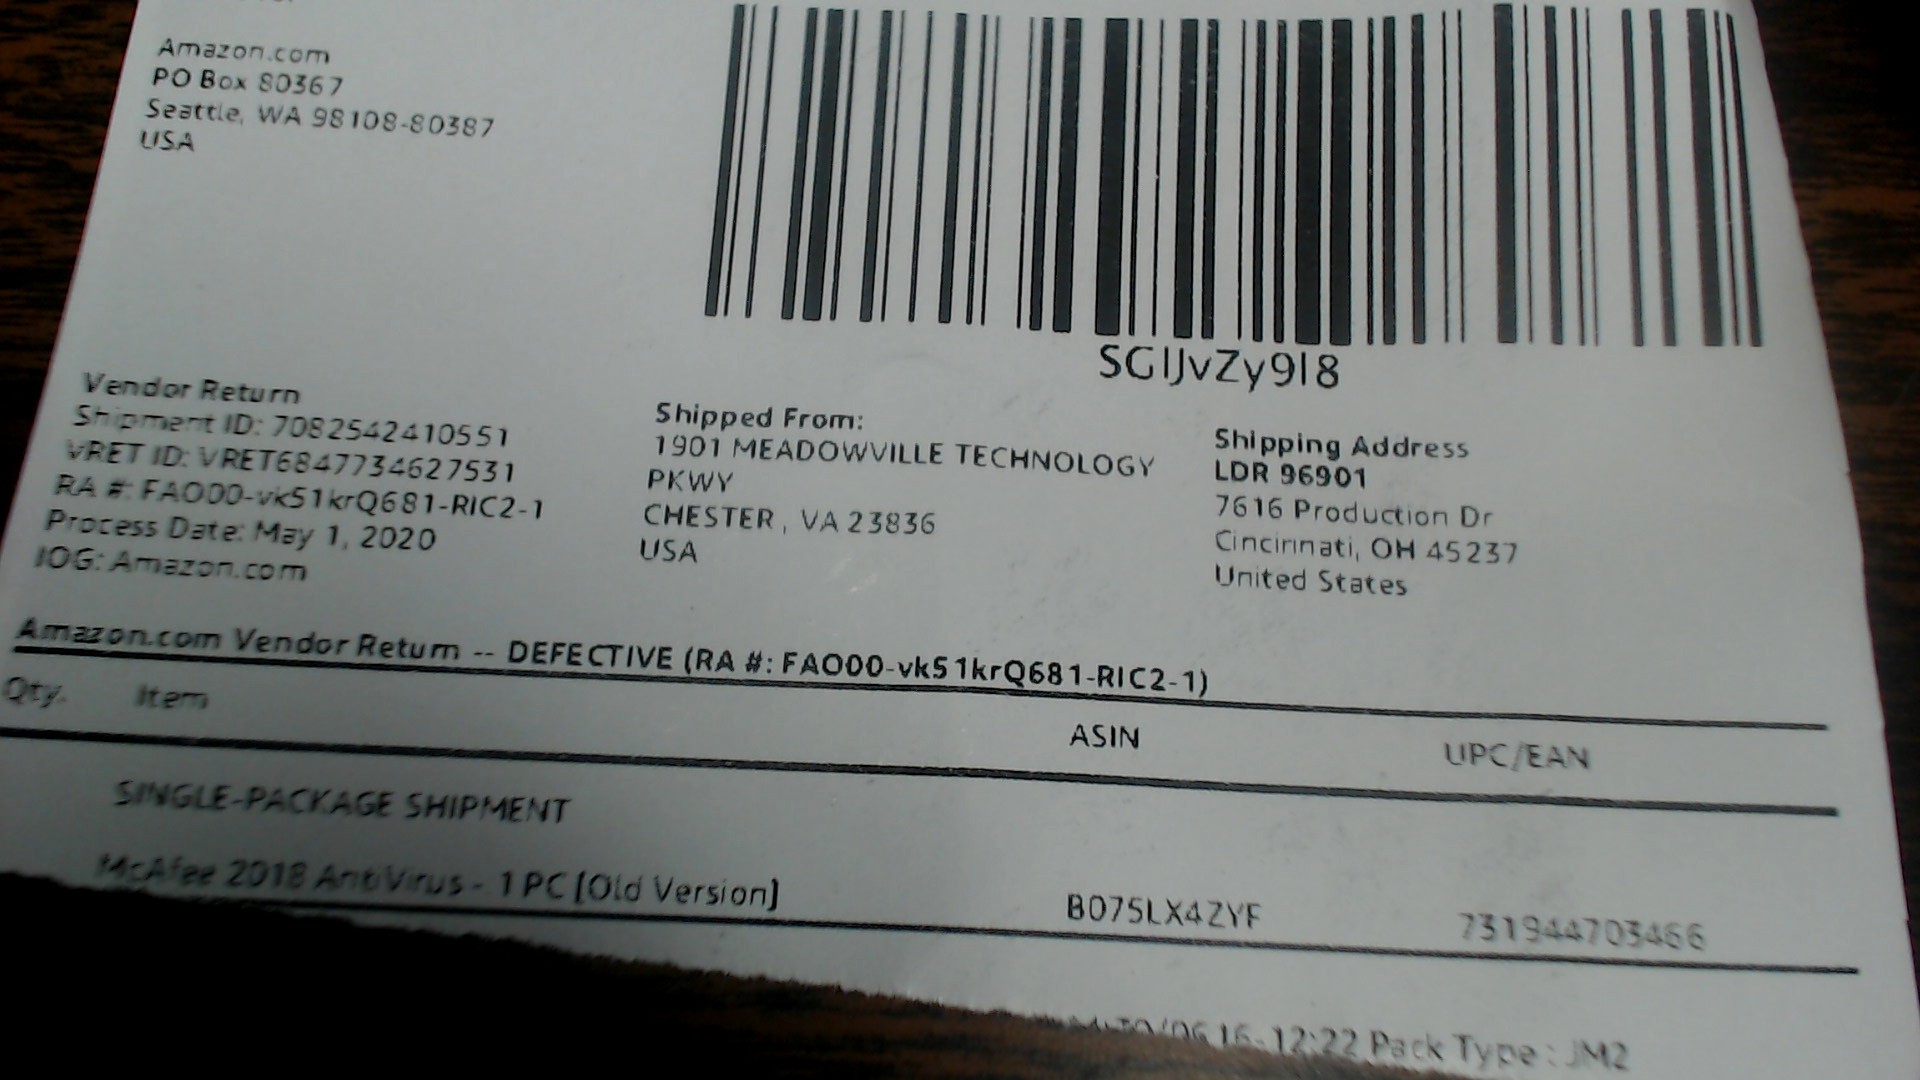 Amazon.com
PO Box 80367
Seattle, WA 98108-80387
USA
SGIJvZy9I8
Vendor Return
Shipment ID: 7082542410551
VRET ID: VRET6847734627531
RA #: FAO00-vk51krQ681-RIC2-1
Process Date: May 1, 2020
IOG: Amazon.com
Shipped From:
1901 MEADOWVILLE TECHNOLOGY
PKWY
CHESTER , VA 23836
USA
Shipping Address
LDR 96901
7616 Production Dr
Cincinnati, OH 45237
United States
Amazon.com Vendor Return -- DEFECTIVE (RA #: FAO00-vk51krQ681-RIC2-1)
Qty. Item ASIN UPC/EAN
SINGLE-PACKAGE SHIPMENT
McAfee 2018 AntiVirus - 1 PC [Old Version] B075LX4ZYF 731944703466
16-12:22 Pack Type : JM2